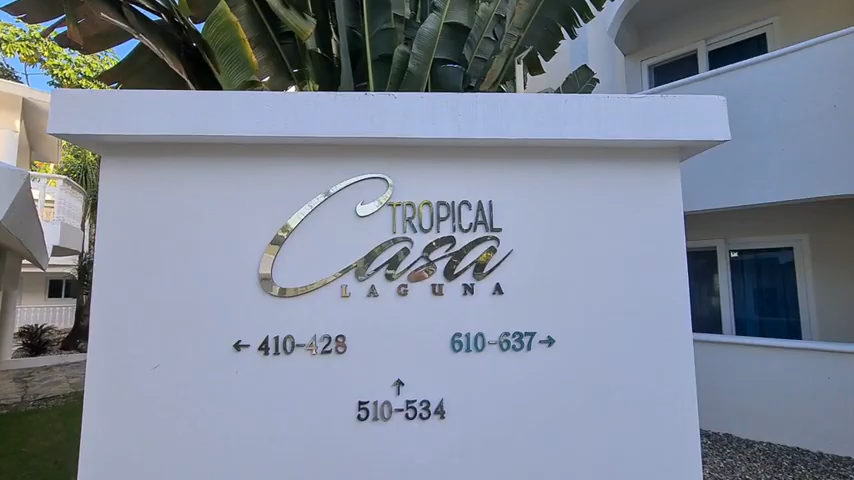 TROPICAL
Casa
LAGUNA
←410-428
610-637→
↑
510-534